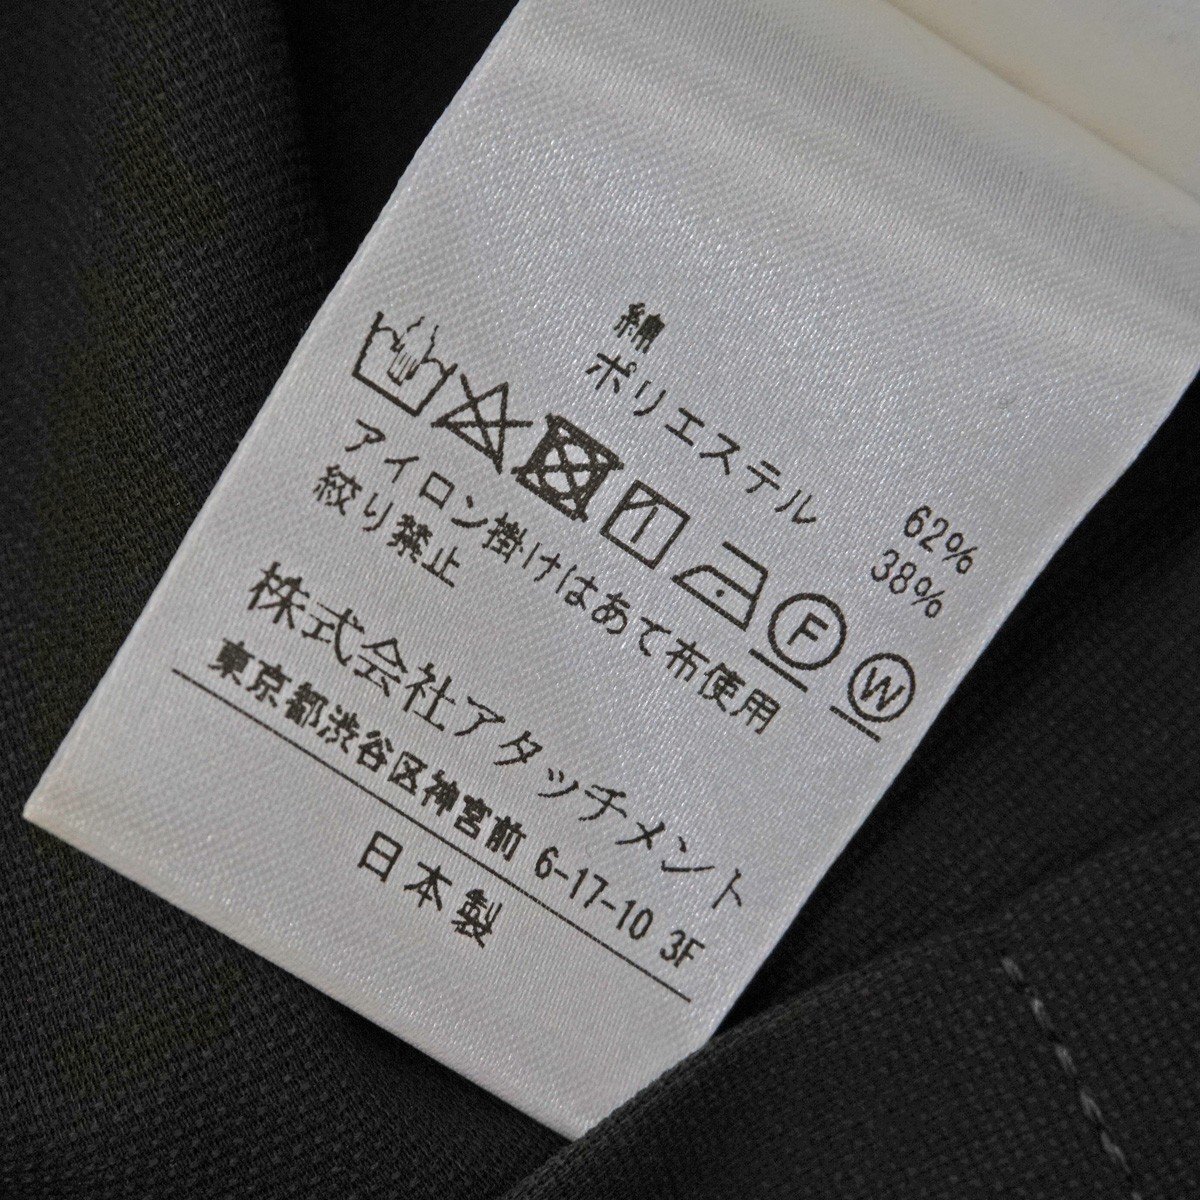 綿 62%
ポリエステル 38%
F W
アイロン掛けはあて布使用
絞り禁止
株式会社アタッチメント
東京都渋谷区神宮前 6-17-10 3F
日本製